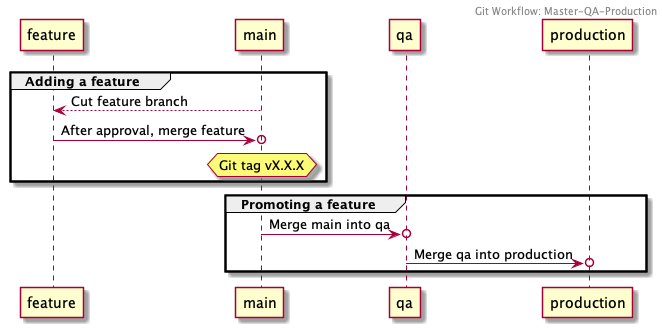 Git Workflow: Master-QA-Production
feature main qa production
Adding a feature
Cut feature branch
After approval, merge feature
Git tag vX.X.X
Promoting a feature
Merge main into qa
Merge qa into production
feature main qa production